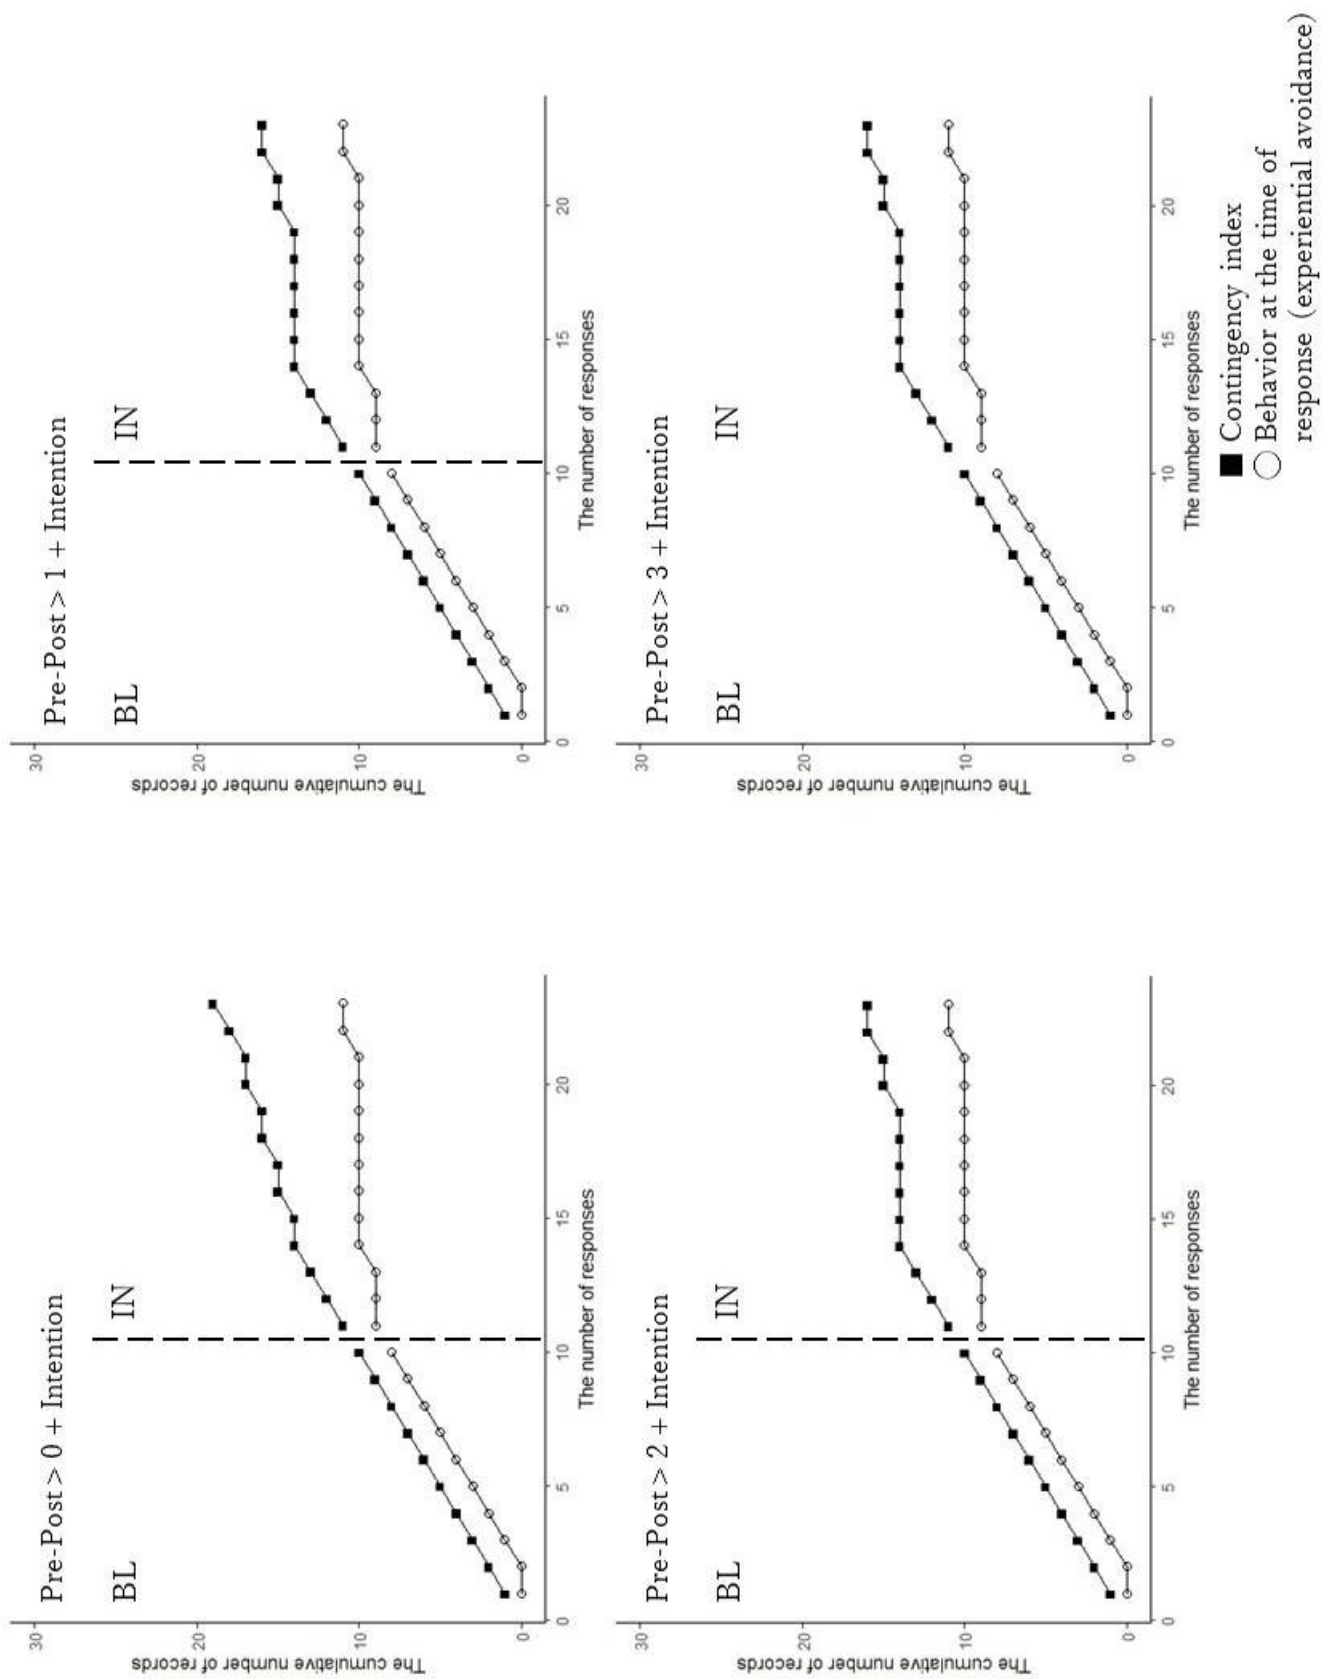 Pre-Post > 0 + Intention
BL
IN
The cumulative number of records
30
20
10
0
0
5
10
15
20
The number of responses
Pre-Post > 1 + Intention
BL
IN
The cumulative number of records
30
20
10
0
0
5
10
15
20
The number of responses
Pre-Post > 2 + Intention
BL
IN
The cumulative number of records
30
20
10
0
0
5
10
15
20
The number of responses
Pre-Post > 3 + Intention
BL
IN
The cumulative number of records
30
20
10
0
0
5
10
15
20
The number of responses
Contingency index
Behavior at the time of
response (experiential avoidance)